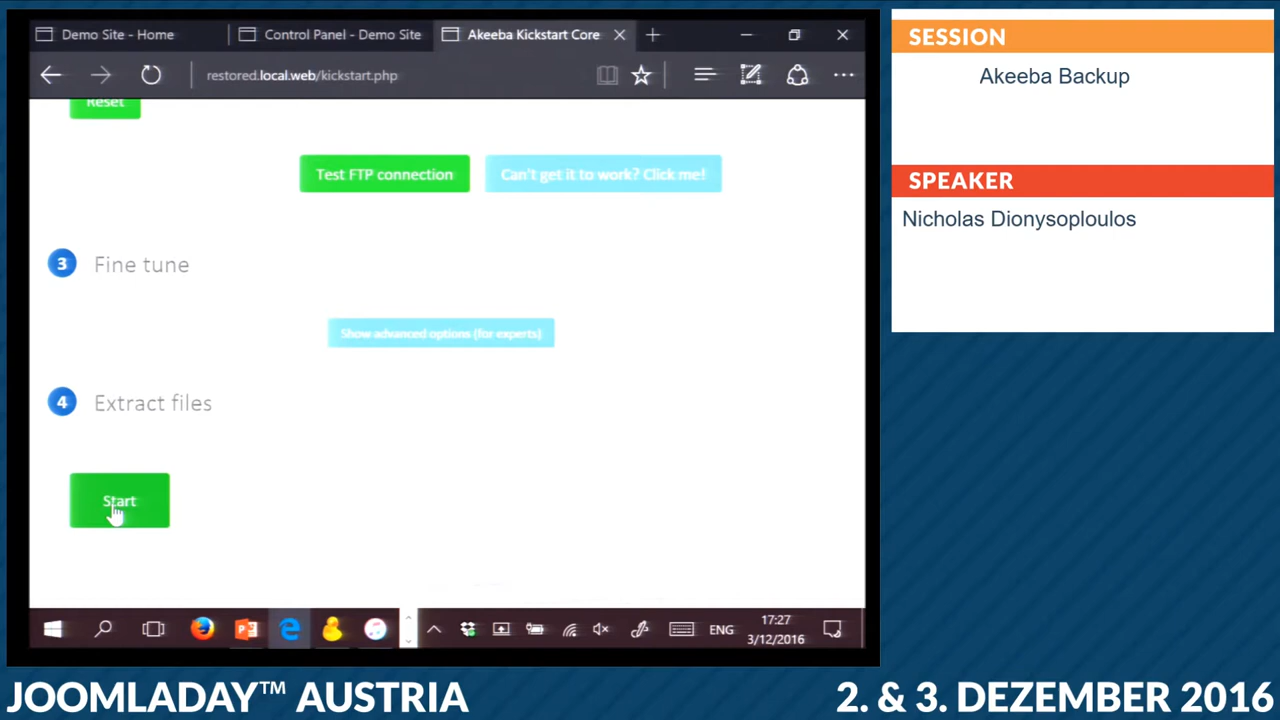 Demo Site - Home
Control Panel - Demo Site
Akeeba Kickstart Core
restored.local.web/kickstart.php
Reset
Test FTP connection
Can't get it to work? Click me!
3 Fine tune
Show advanced options (for experts)
4 Extract files
Start
ENG
17:27
3/12/2016
SESSION
Akeeba Backup
SPEAKER
Nicholas Dionysoploulos
JOOMLADAY™ AUSTRIA
2. & 3. DEZEMBER 2016